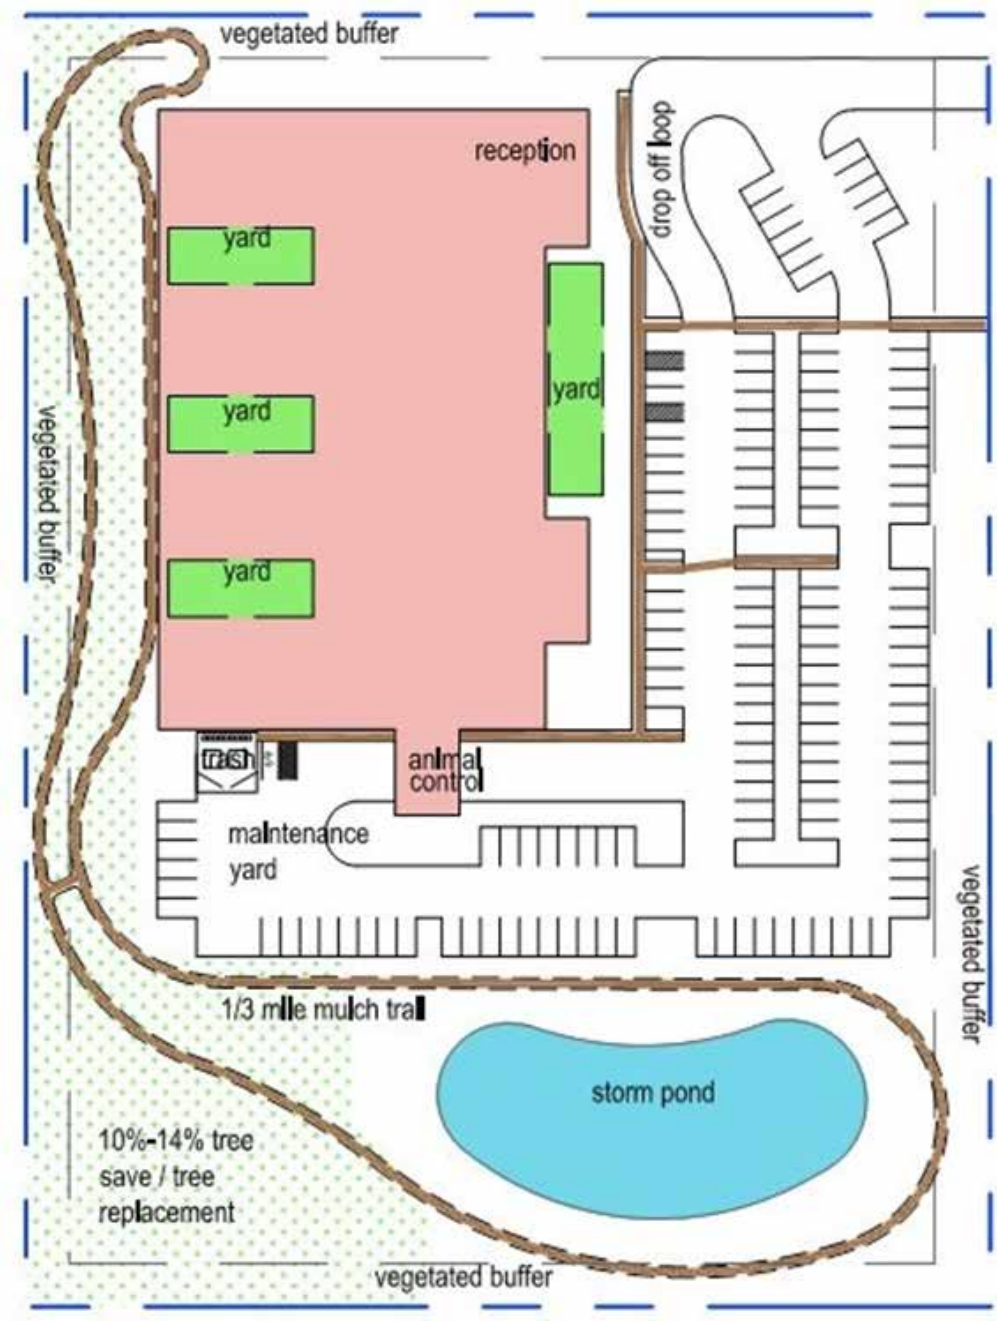 vegetated buffer
reception
drop off loop
yard
yard
yard
yard
vegetated buffer
trash
animal
control
maintenance
yard
vegetated buffer
1/3 mile mulch trail
storm pond
10%-14% tree
save / tree
replacement
vegetated buffer